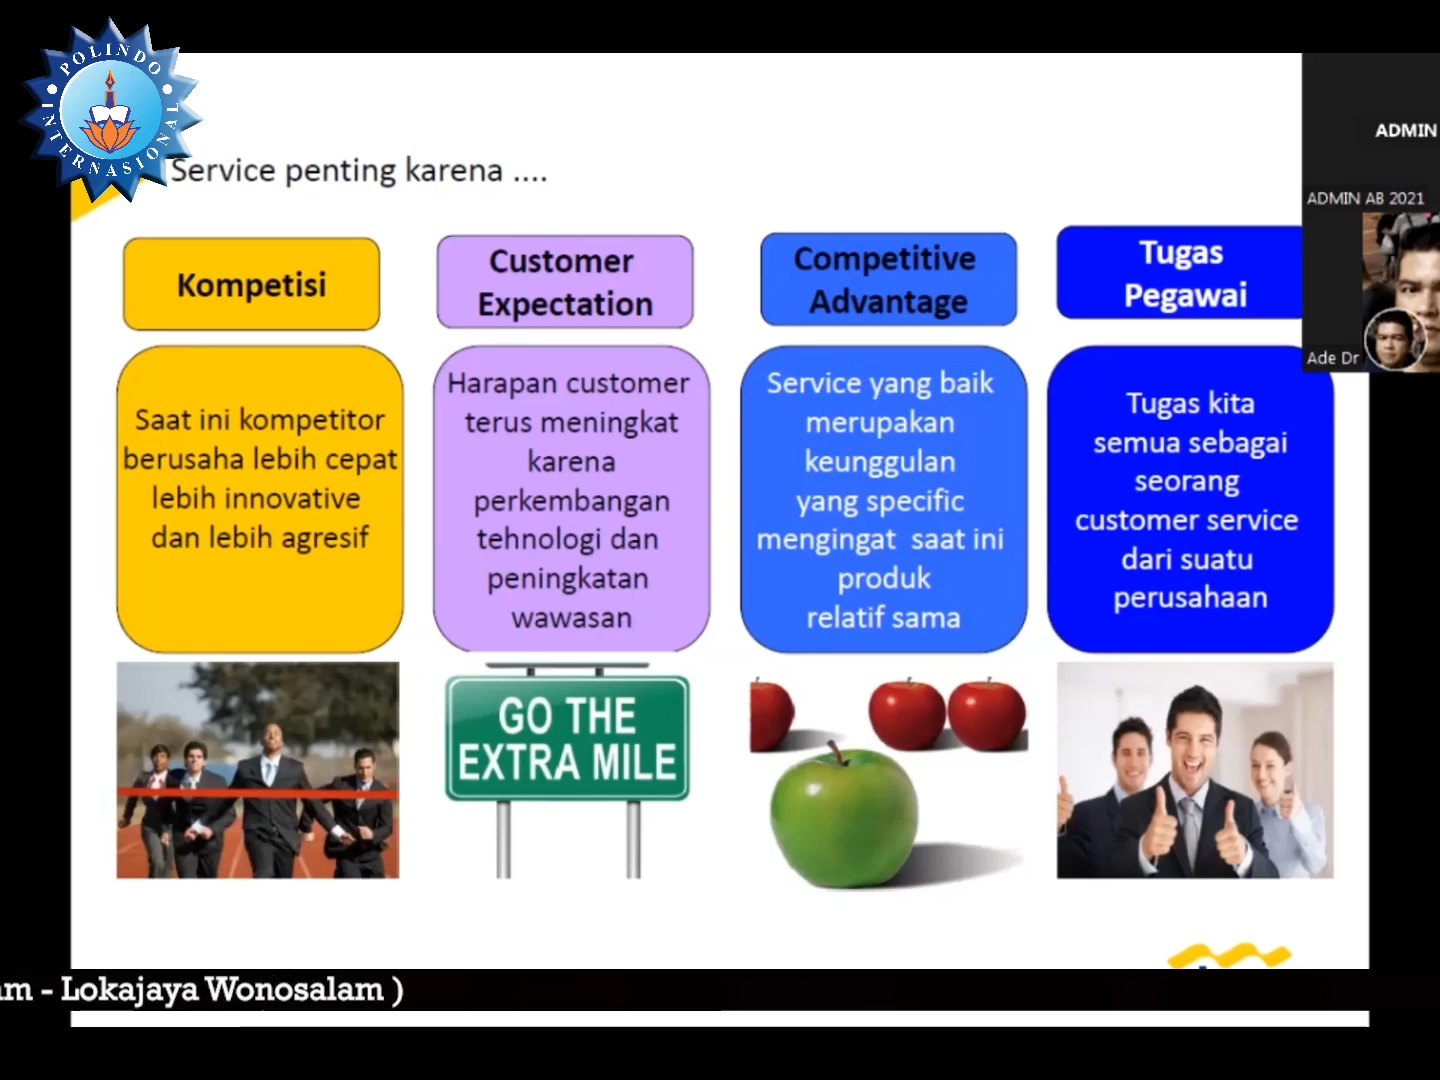 POLINDO
INTERNASIONAL
Service penting karena ....
ADMIN
ADMIN AB 2021
Ade Dr
Kompetisi
Saat ini kompetitor
berusaha lebih cepat
lebih innovative
dan lebih agresif
Customer
Expectation
Harapan customer
terus meningkat
karena
perkembangan
tehnologi dan
peningkatan
wawasan
GO THE
EXTRA MILE
Competitive
Advantage
Service yang baik
merupakan
keunggulan
yang specific
mengingat saat ini
produk
relatif sama
Tugas
Pegawai
Tugas kita
semua sebagai
seorang
customer service
dari suatu
perusahaan
- Lokajaya Wonosalam )